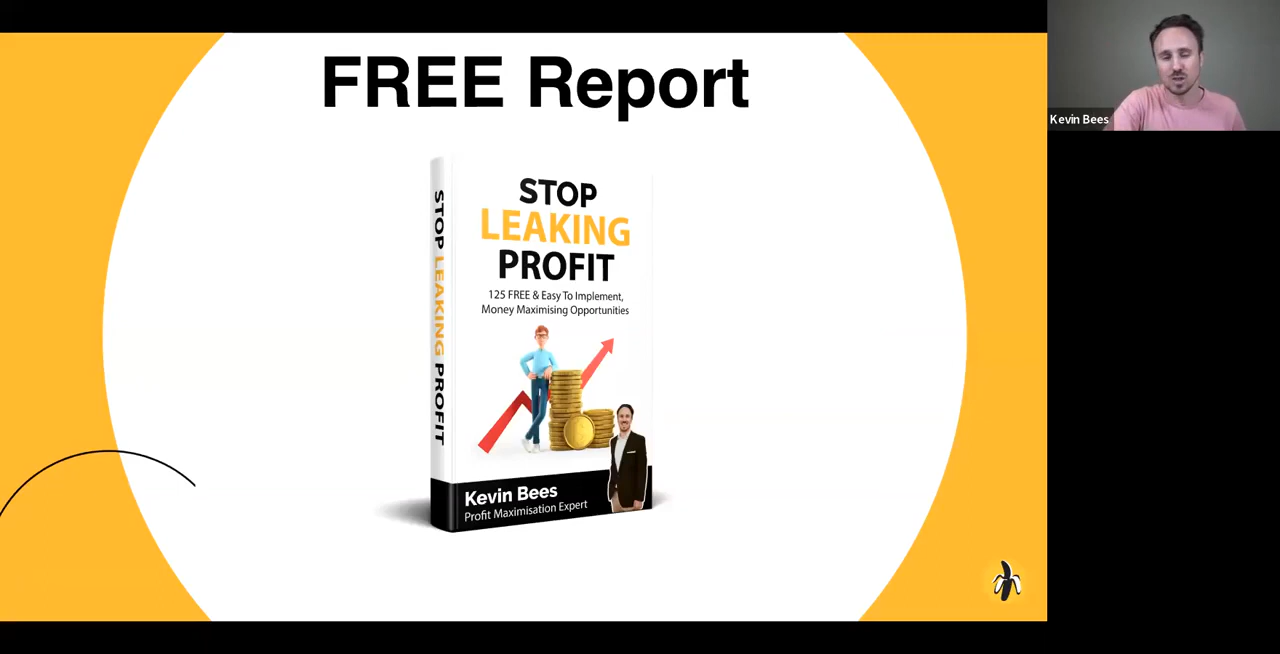 FREE Report
STOP LEAKING PROFIT
STOP
LEAKING
PROFIT
125 FREE & Easy To Implement,
Money Maximising Opportunities
Kevin Bees
Profit Maximisation Expert
Kevin Bees